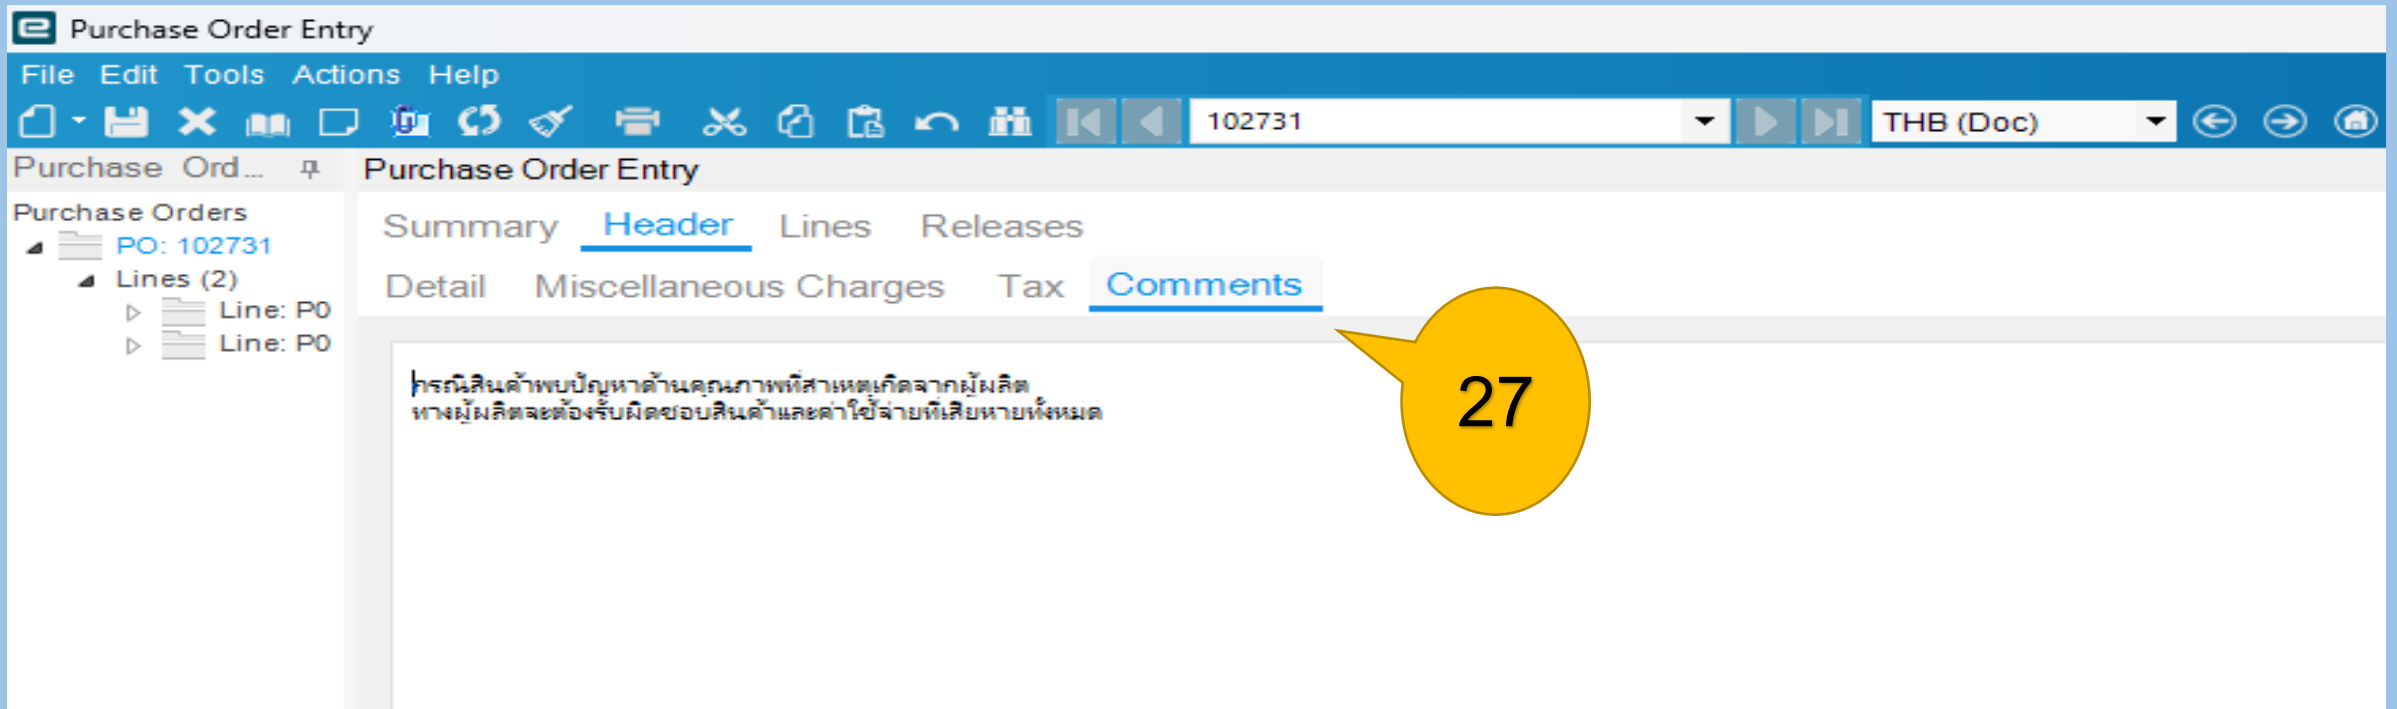 Purchase Order Entry
File Edit Tools Actions Help
102731
THB (Doc)
Purchase Ord...
Purchase Order Entry
Purchase Orders
PO: 102731
Lines (2)
Line: P0
Line: P0
Summary Header Lines Releases
Detail Miscellaneous Charges Tax Comments
กรณีสินค้าพบปัญหาด้านคุณภาพที่สาเหตุเกิดจากผู้ผลิต
ทางผู้ผลิตจะต้องรับผิดชอบสินค้าและค่าใช้จ่ายที่เสียหายทั้งหมด
27